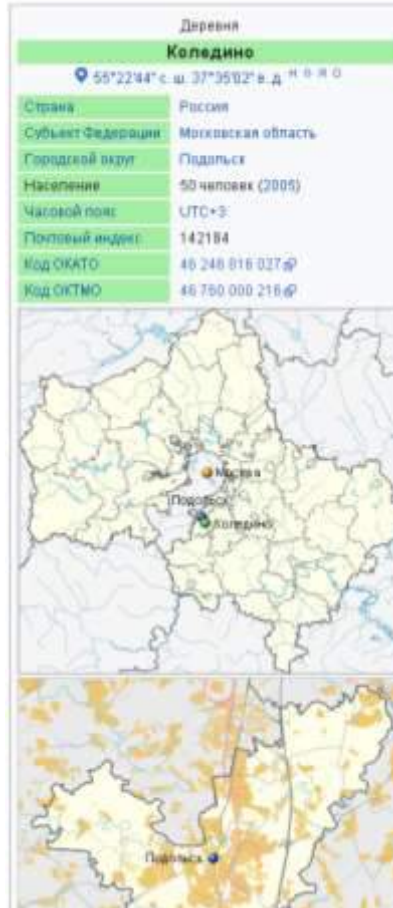 Деревня
Коледино
55°22′44″ с. ш. 37°35′02″ в. д.
Страна Россия
Субъект Федерации Московская область
Городской округ Подольск
Население 50 человек (2006)
Часовой пояс UTC+3
Почтовый индекс 142184
Код ОКАТО 46 246 816 027
Код ОКТМО 46 760 000 216
Москва
Подольск
Коледино
Подольск